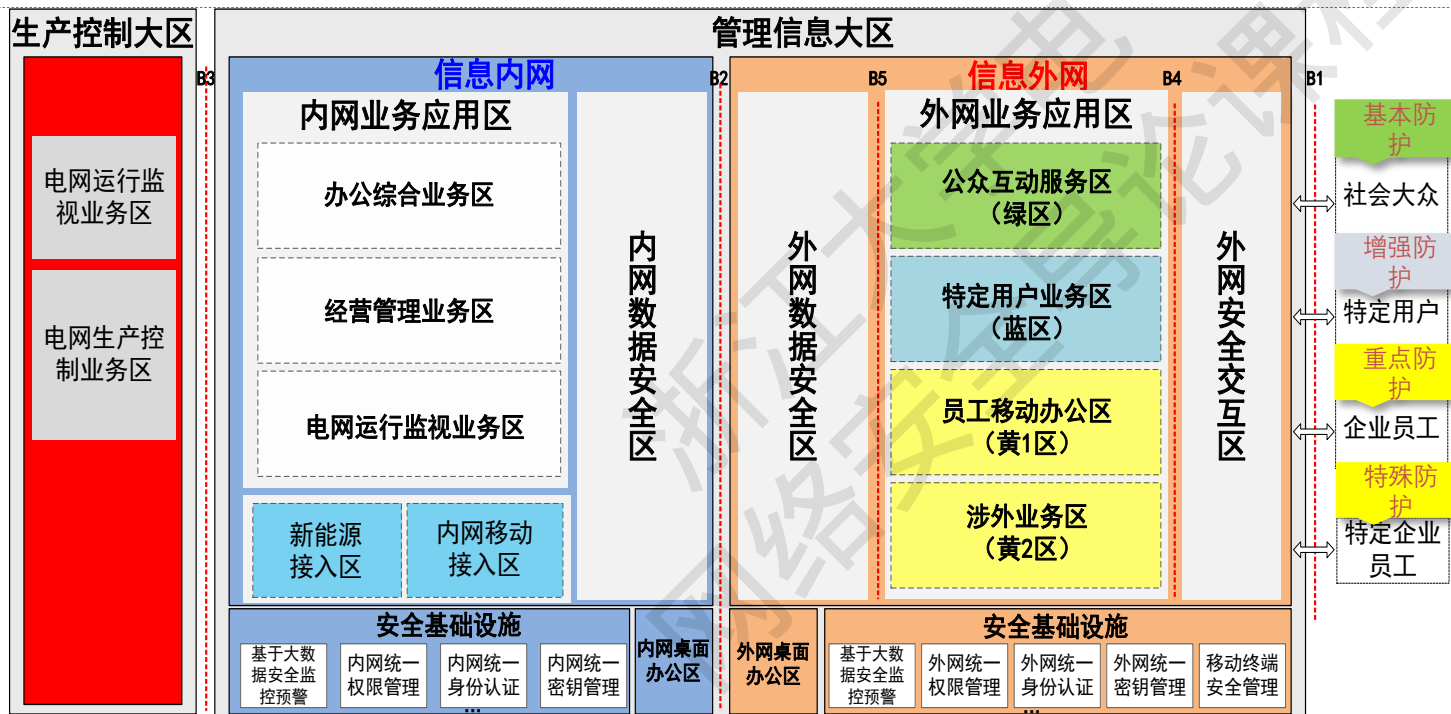 生产控制大区
电网运行监
视业务区
电网生产控
制业务区
B3
管理信息大区
信息内网
内网业务应用区
办公综合业务区
经营管理业务区
电网运行监视业务区
新能源
接入区
内网移动
接入区
内网数据安全区
B2
信息外网
外网数据安全区
B5
外网业务应用区
公众互动服务区
（绿区）
特定用户业务区
（蓝区）
员工移动办公区
（黄1区）
涉外业务区
（黄2区）
B4
外网安全交互区
B1
基本防
护
社会大众
增强防
护
特定用户
重点防
护
企业员工
特殊防
护
特定企业
员工
安全基础设施
基于大数
据安全监
控预警
内网统一
权限管理
内网统一
身份认证
内网统一
密钥管理
…
内网桌面
办公区
外网桌面
办公区
安全基础设施
基于大数
据安全监
控预警
外网统一
权限管理
外网统一
身份认证
外网统一
密钥管理
移动终端
安全管理
…
浙江大学电
网络安全导论课程